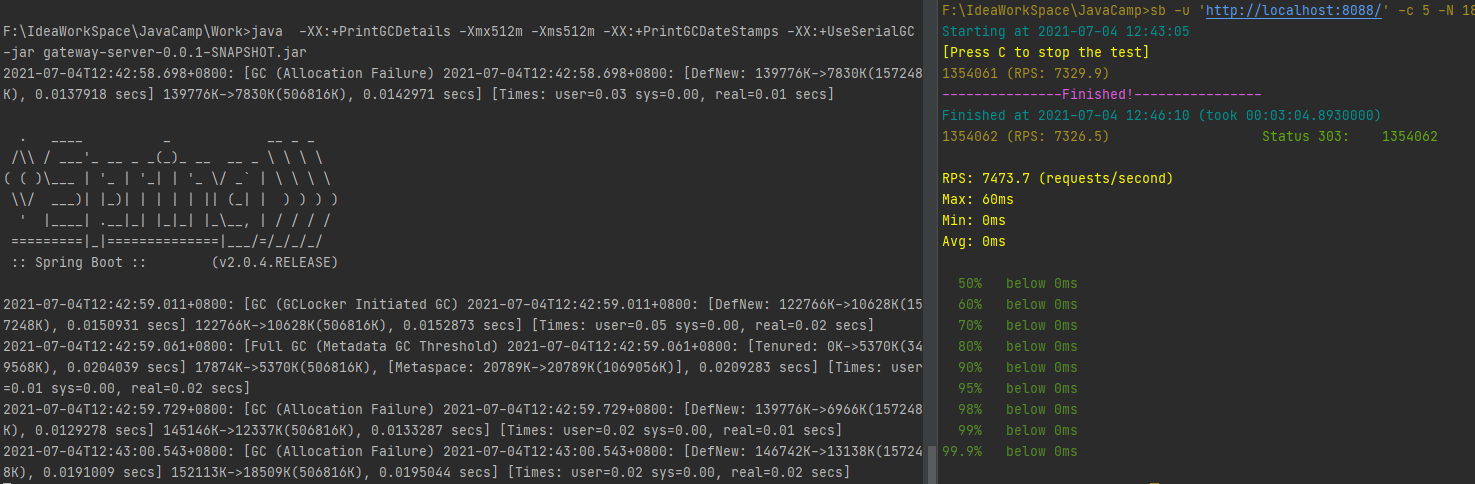 F:\IdeaWorkSpace\JavaCamp\Work>java  -XX:+PrintGCDetails -Xmx512m -Xms512m -XX:+PrintGCDateStamps -XX:+UseSerialGC
-jar gateway-server-0.0.1-SNAPSHOT.jar
2021-07-04T12:42:58.698+0800: [GC (Allocation Failure) 2021-07-04T12:42:58.698+0800: [DefNew: 139776K->7830K(157248
K), 0.0137918 secs] 139776K->7830K(506816K), 0.0142971 secs] [Times: user=0.03 sys=0.00, real=0.01 secs]
  .   ____          _            __ _ _
 /\\ / ___'_ __ _ _(_)_ __  __ _ \ \ \ \
( ( )\___ | '_ | '_| | '_ \/ _` | \ \ \ \
 \\/  ___)| |_)| | | | | || (_| |  ) ) ) )
  '  |____| .__|_| |_|_| |_\__, | / / / /
 =========|_|==============|___/=/_/_/_/
 :: Spring Boot ::        (v2.0.4.RELEASE)
2021-07-04T12:42:59.011+0800: [GC (GCLocker Initiated GC) 2021-07-04T12:42:59.011+0800: [DefNew: 122766K->10628K(15
7248K), 0.0150931 secs] 122766K->10628K(506816K), 0.0152873 secs] [Times: user=0.05 sys=0.00, real=0.02 secs]
2021-07-04T12:42:59.061+0800: [Full GC (Metadata GC Threshold) 2021-07-04T12:42:59.061+0800: [Tenured: 0K->5370K(34
9568K), 0.0204039 secs] 17874K->5370K(506816K), [Metaspace: 20789K->20789K(1069056K)], 0.0209283 secs] [Times: user
=0.01 sys=0.00, real=0.02 secs]
2021-07-04T12:42:59.729+0800: [GC (Allocation Failure) 2021-07-04T12:42:59.729+0800: [DefNew: 139776K->6966K(157248
K), 0.0129278 secs] 145146K->12337K(506816K), 0.0133287 secs] [Times: user=0.02 sys=0.00, real=0.01 secs]
2021-07-04T12:43:00.543+0800: [GC (Allocation Failure) 2021-07-04T12:43:00.543+0800: [DefNew: 146742K->13138K(15724
8K), 0.0191009 secs] 152113K->18509K(506816K), 0.0195044 secs] [Times: user=0.02 sys=0.00, real=0.02 secs]
F:\IdeaWorkSpace\JavaCamp>sb -u 'http://localhost:8088/' -c 5 -N 18
Starting at 2021-07-04 12:43:05
[Press C to stop the test]
1354061 (RPS: 7329.9)
---------------Finished!----------------
Finished at 2021-07-04 12:46:10 (took 00:03:04.8930000)
1354062 (RPS: 7326.5)                   Status 303:    1354062
RPS: 7473.7 (requests/second)
Max: 60ms
Min: 0ms
Avg: 0ms
  50%   below 0ms
  60%   below 0ms
  70%   below 0ms
  80%   below 0ms
  90%   below 0ms
  95%   below 0ms
  98%   below 0ms
  99%   below 0ms
99.9%   below 0ms